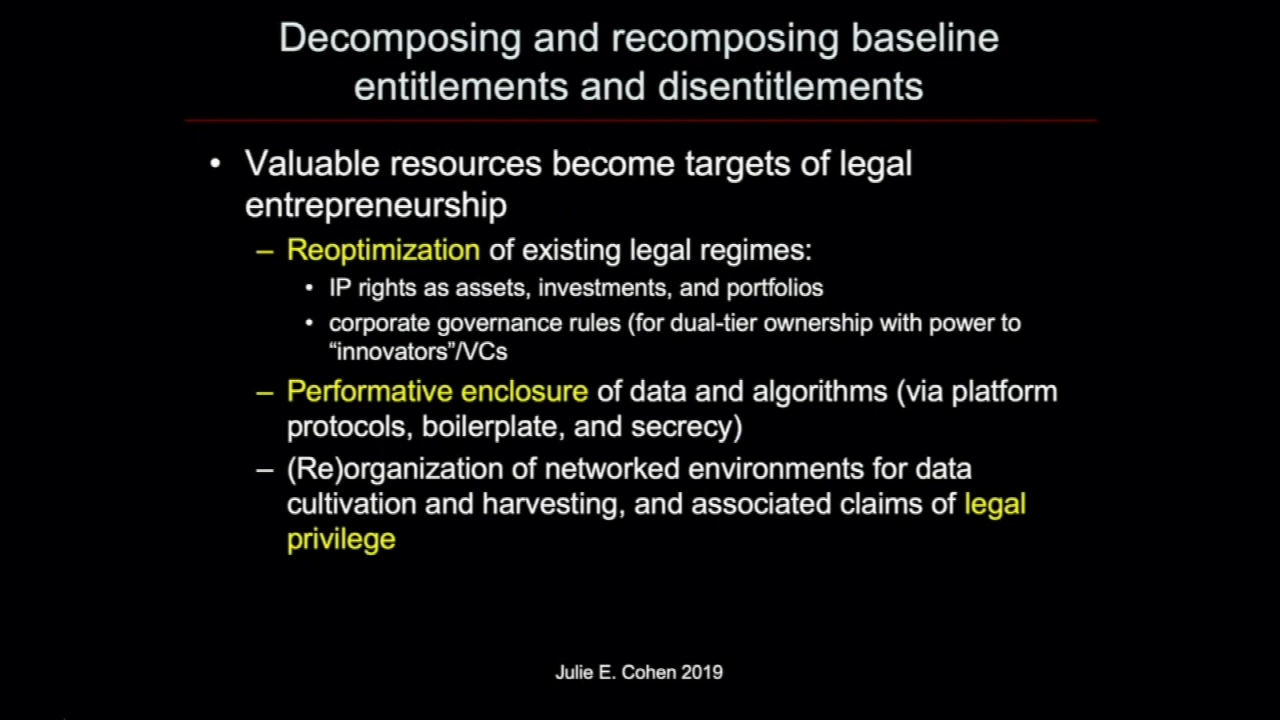 Decomposing and recomposing baseline
entitlements and disentitlements
• Valuable resources become targets of legal
entrepreneurship
– Reoptimization of existing legal regimes:
• IP rights as assets, investments, and portfolios
• corporate governance rules (for dual-tier ownership with power to
“innovators”/VCs
– Performative enclosure of data and algorithms (via platform
protocols, boilerplate, and secrecy)
– (Re)organization of networked environments for data
cultivation and harvesting, and associated claims of legal
privilege
Julie E. Cohen 2019